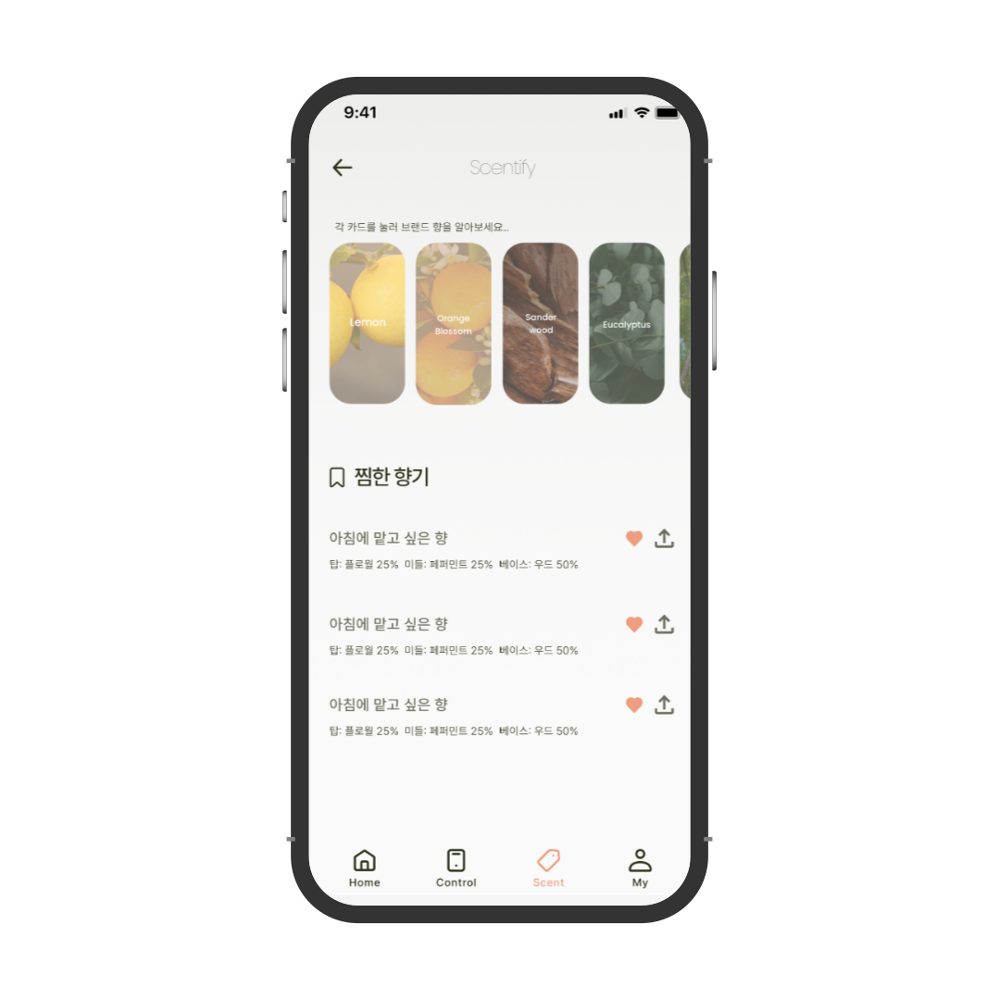 9:41
Scentify
각 카드를 눌러 브랜드 향을 알아보세요..
Lemon
Orange
Blossom
Sander
wood
Eucalyptus
찜한 향기
아침에 맡고 싶은 향
탑: 플로럴 25% 미들: 페퍼민트 25% 베이스: 우드 50%
아침에 맡고 싶은 향
탑: 플로럴 25% 미들: 페퍼민트 25% 베이스: 우드 50%
아침에 맡고 싶은 향
탑: 플로럴 25% 미들: 페퍼민트 25% 베이스: 우드 50%
Home
Control
Scent
My